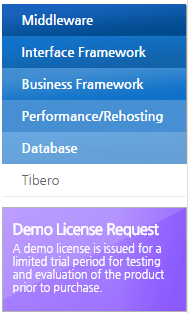 Middleware
Interface Framework
Business Framework
Performance/Rehosting
Database
Tibero
Demo License Request
A demo license is issued for a
limited trial period for testing
and evaluation of the product
prior to purchase.